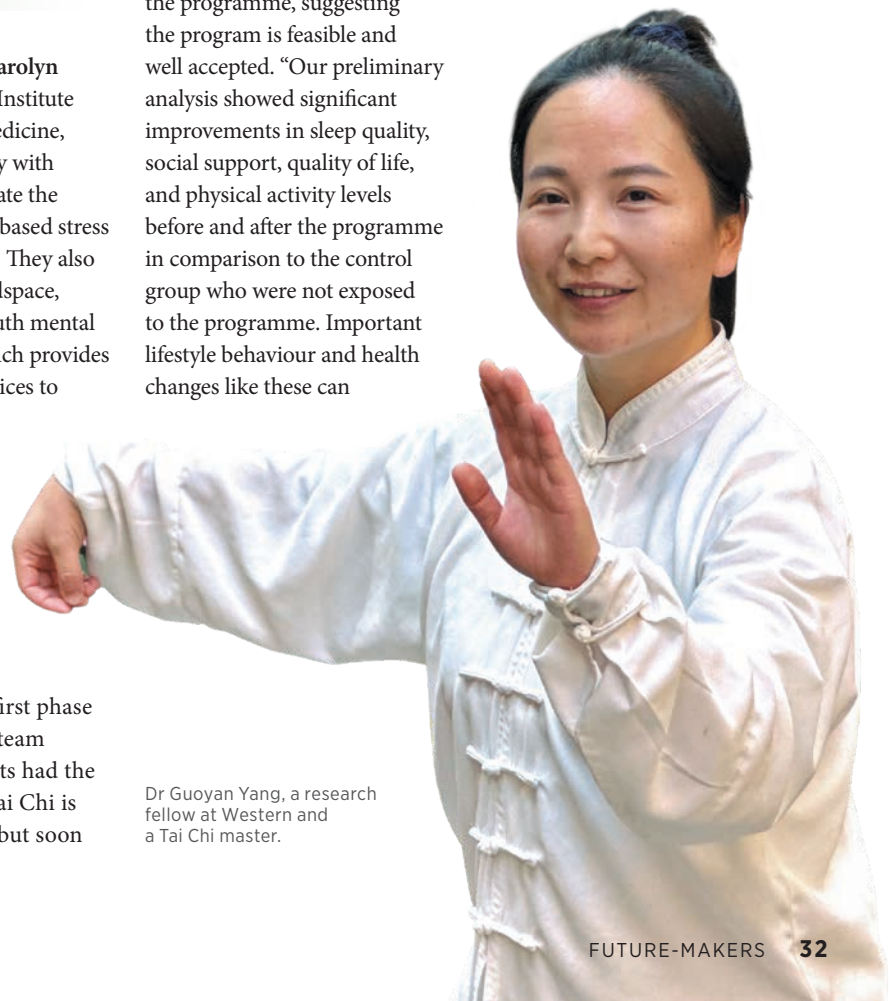 arolyn
Institute
edicine,
y with
ate the
based stress
They also
dspace,
uth mental
ich provides
ices to
first phase
team
ts had the
ai Chi is
but soon
the programme, suggesting
the program is feasible and
well accepted. “Our preliminary
analysis showed significant
improvements in sleep quality,
social support, quality of life,
and physical activity levels
before and after the programme
in comparison to the control
group who were not exposed
to the programme. Important
lifestyle behaviour and health
changes like these can
Dr Guoyan Yang, a research
fellow at Western and
a Tai Chi master.
FUTURE-MAKERS 32